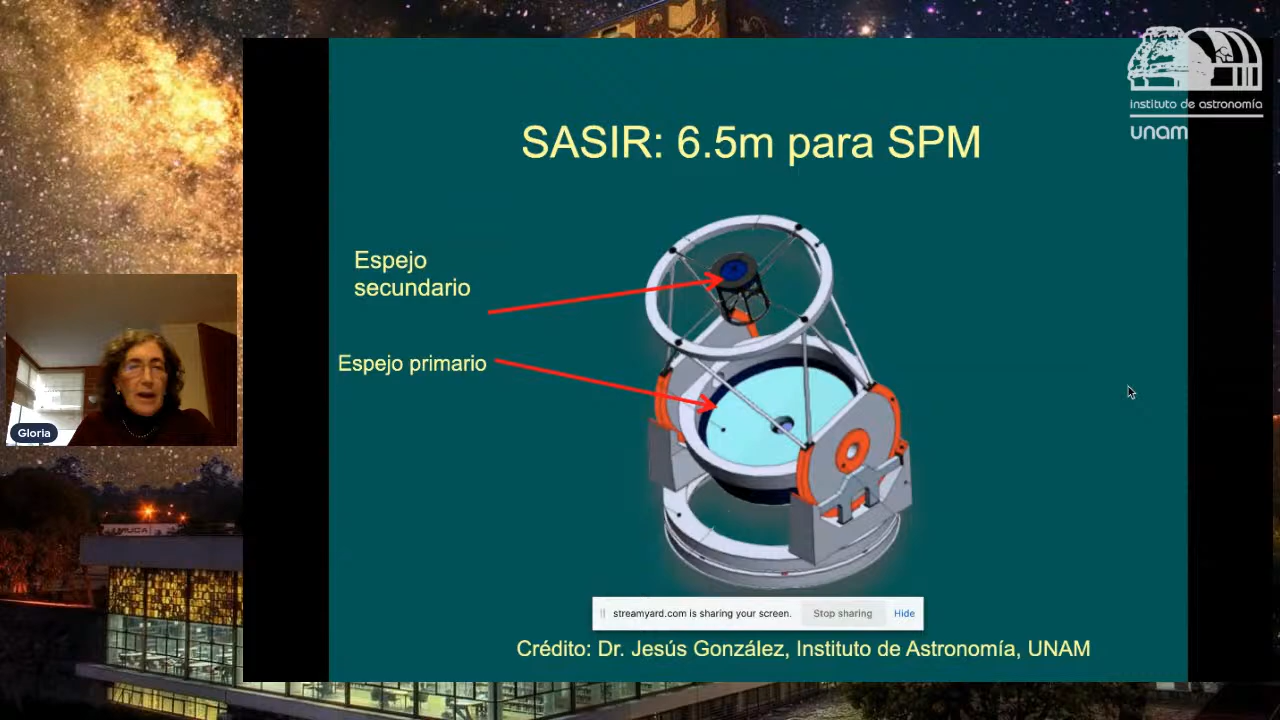 instituto de astronomía
unam
SASIR: 6.5m para SPM
Espejo
secundario
Espejo primario
Gloria
MUCA
streamyard.com is sharing your screen.
Stop sharing
Hide
Crédito: Dr. Jesús González, Instituto de Astronomía, UNAM